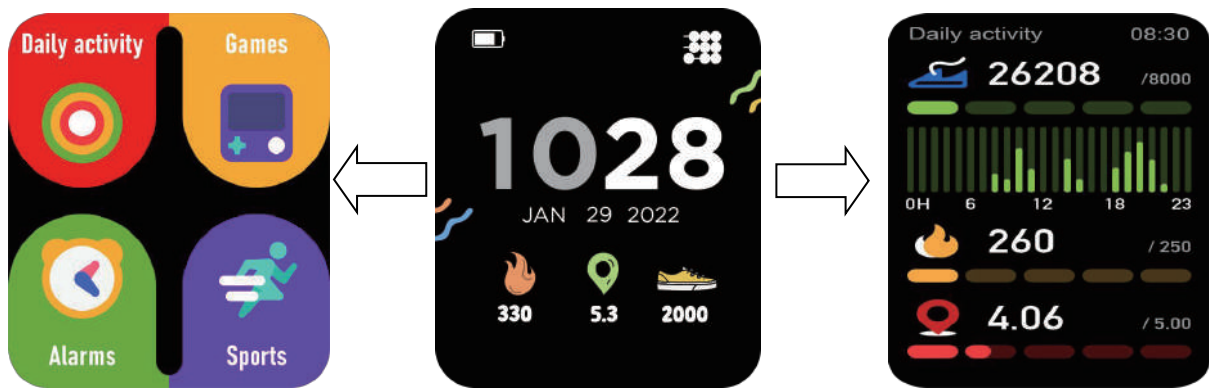 Daily activity Games
Alarms Sports
1028
JAN 29 2022
330 5.3 2000
Daily activity 08:30
26208 /8000
0H 6 12 18 23
260 / 250
4.06 / 5.00